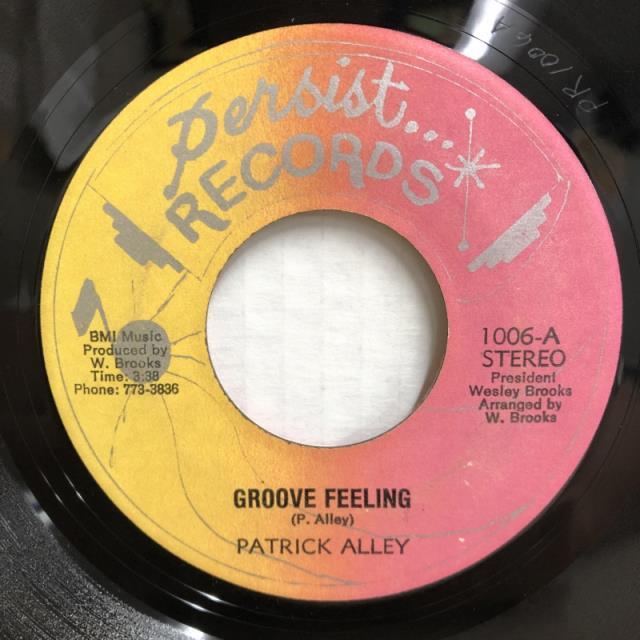 Persist...
RECORDS
BMI Music
Produced by
W. Brooks
Time: 3:38
Phone: 773-3836
1006-A
STEREO
President
Wesley Brooks
Arranged by
W. Brooks
GROOVE FEELING
(P. Alley)
PATRICK ALLEY